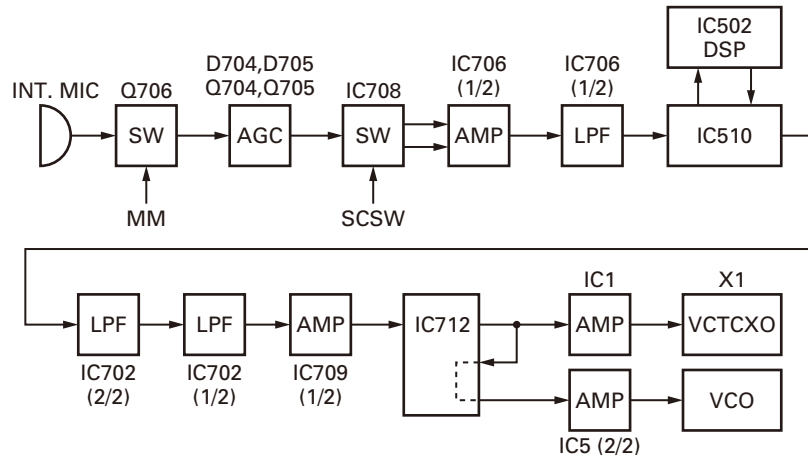 INT. MIC
Q706
SW
MM
D704,D705
Q704,Q705
AGC
IC708
SW
SCSW
IC706
(1/2)
AMP
IC706
(1/2)
LPF
IC502
DSP
IC510
LPF
IC702
(2/2)
LPF
IC702
(1/2)
AMP
IC709
(1/2)
IC712
IC1
AMP
X1
VCTCXO
AMP
IC5 (2/2)
VCO